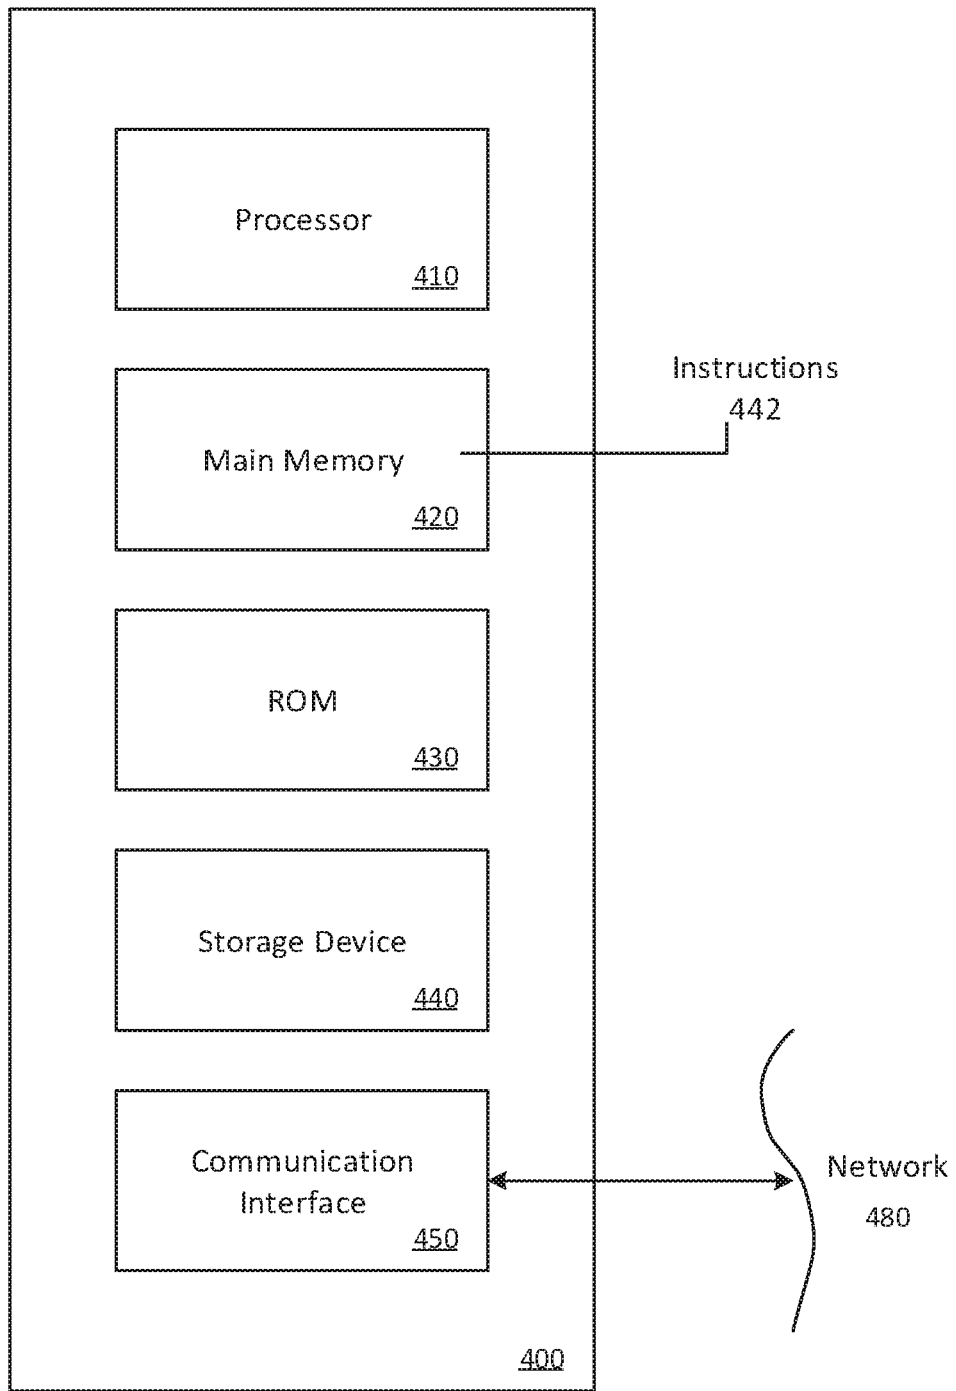 Processor
410
Instructions
442
Main Memory
420
ROM
430
Storage Device
440
Communication
Interface
450
Network
480
400